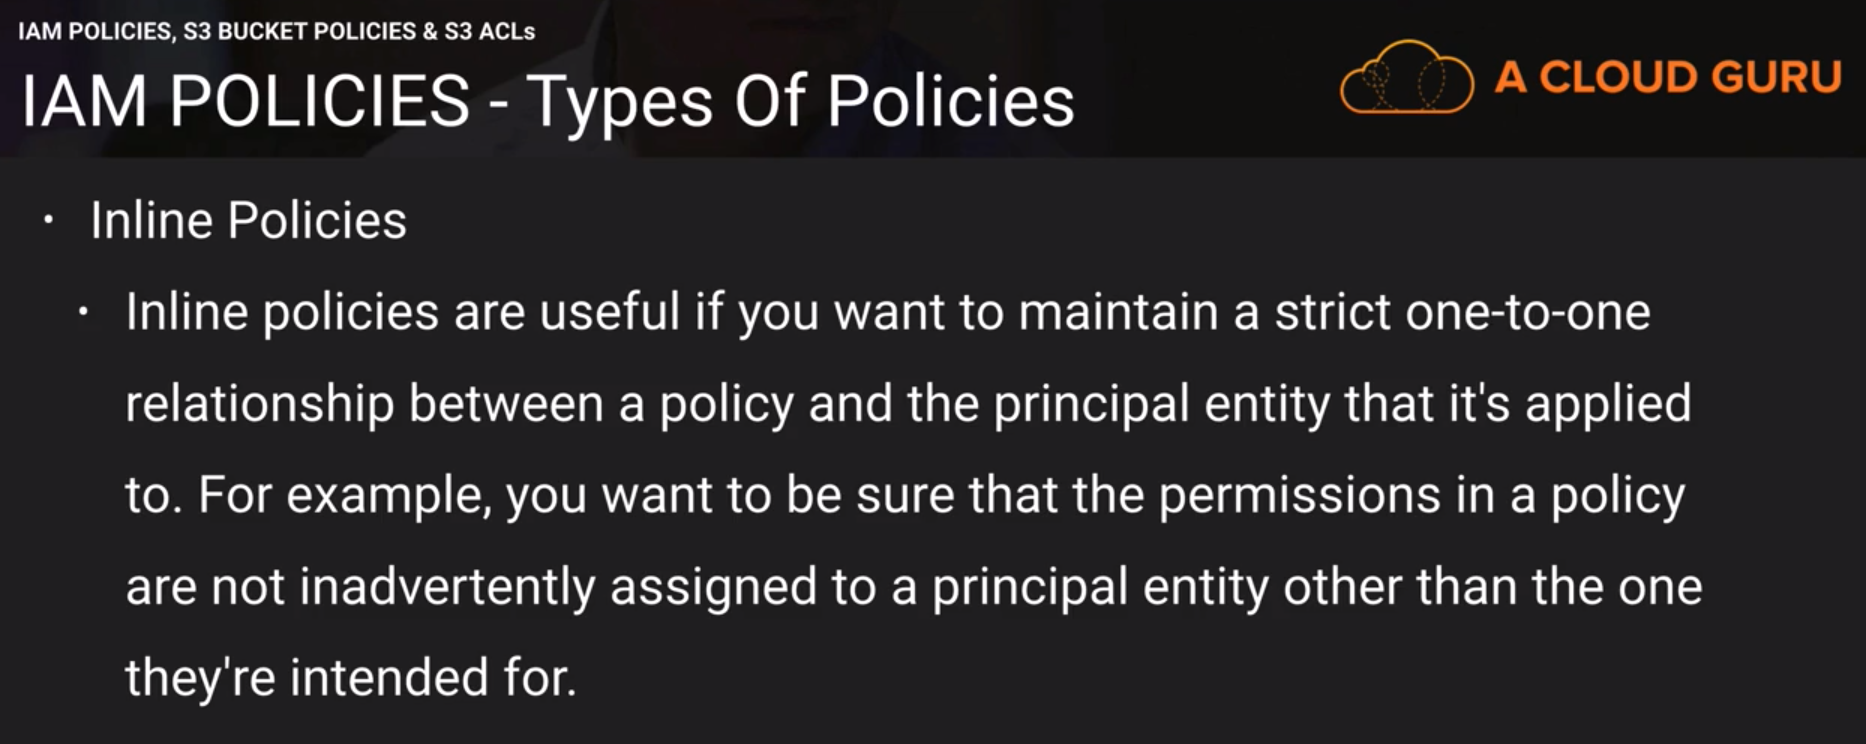 IAM POLICIES, S3 BUCKET POLICIES & S3 ACLs
IAM POLICIES - Types Of Policies
A CLOUD GURU
• Inline Policies
• Inline policies are useful if you want to maintain a strict one-to-one
relationship between a policy and the principal entity that it's applied
to. For example, you want to be sure that the permissions in a policy
are not inadvertently assigned to a principal entity other than the one
they're intended for.